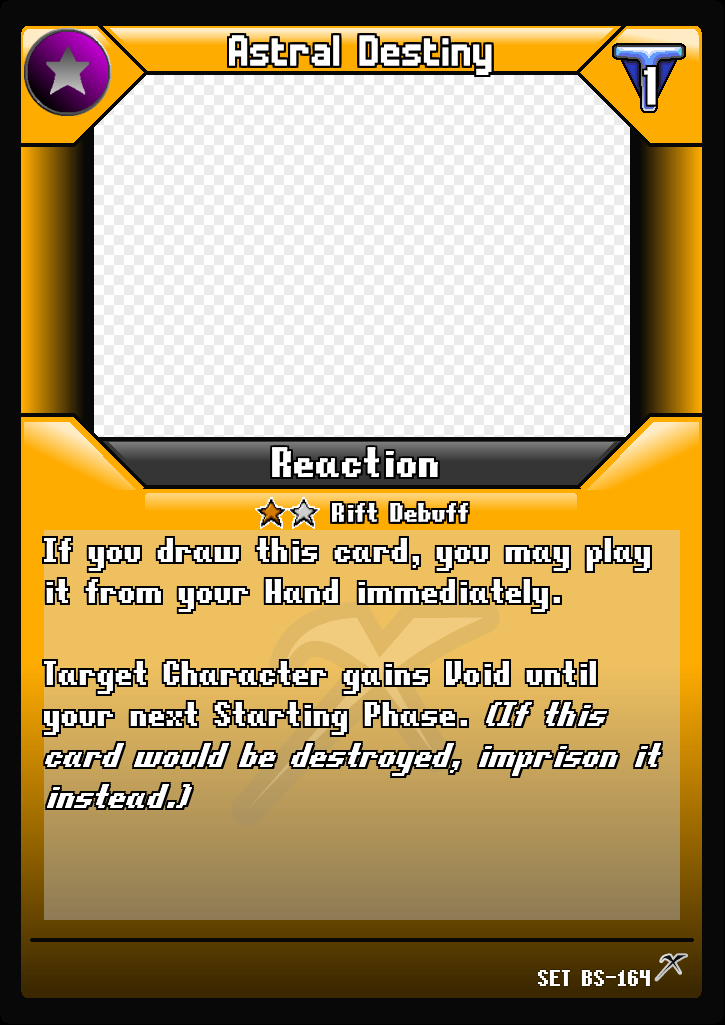 Astral Destiny
1
Reaction
Rift Debuff
If you draw this card, you may play
it from your Hand immediately.
Target Character gains Void until
your next Starting Phase. (If this
card would be destroyed, imprison it
instead.)
SET BS-164